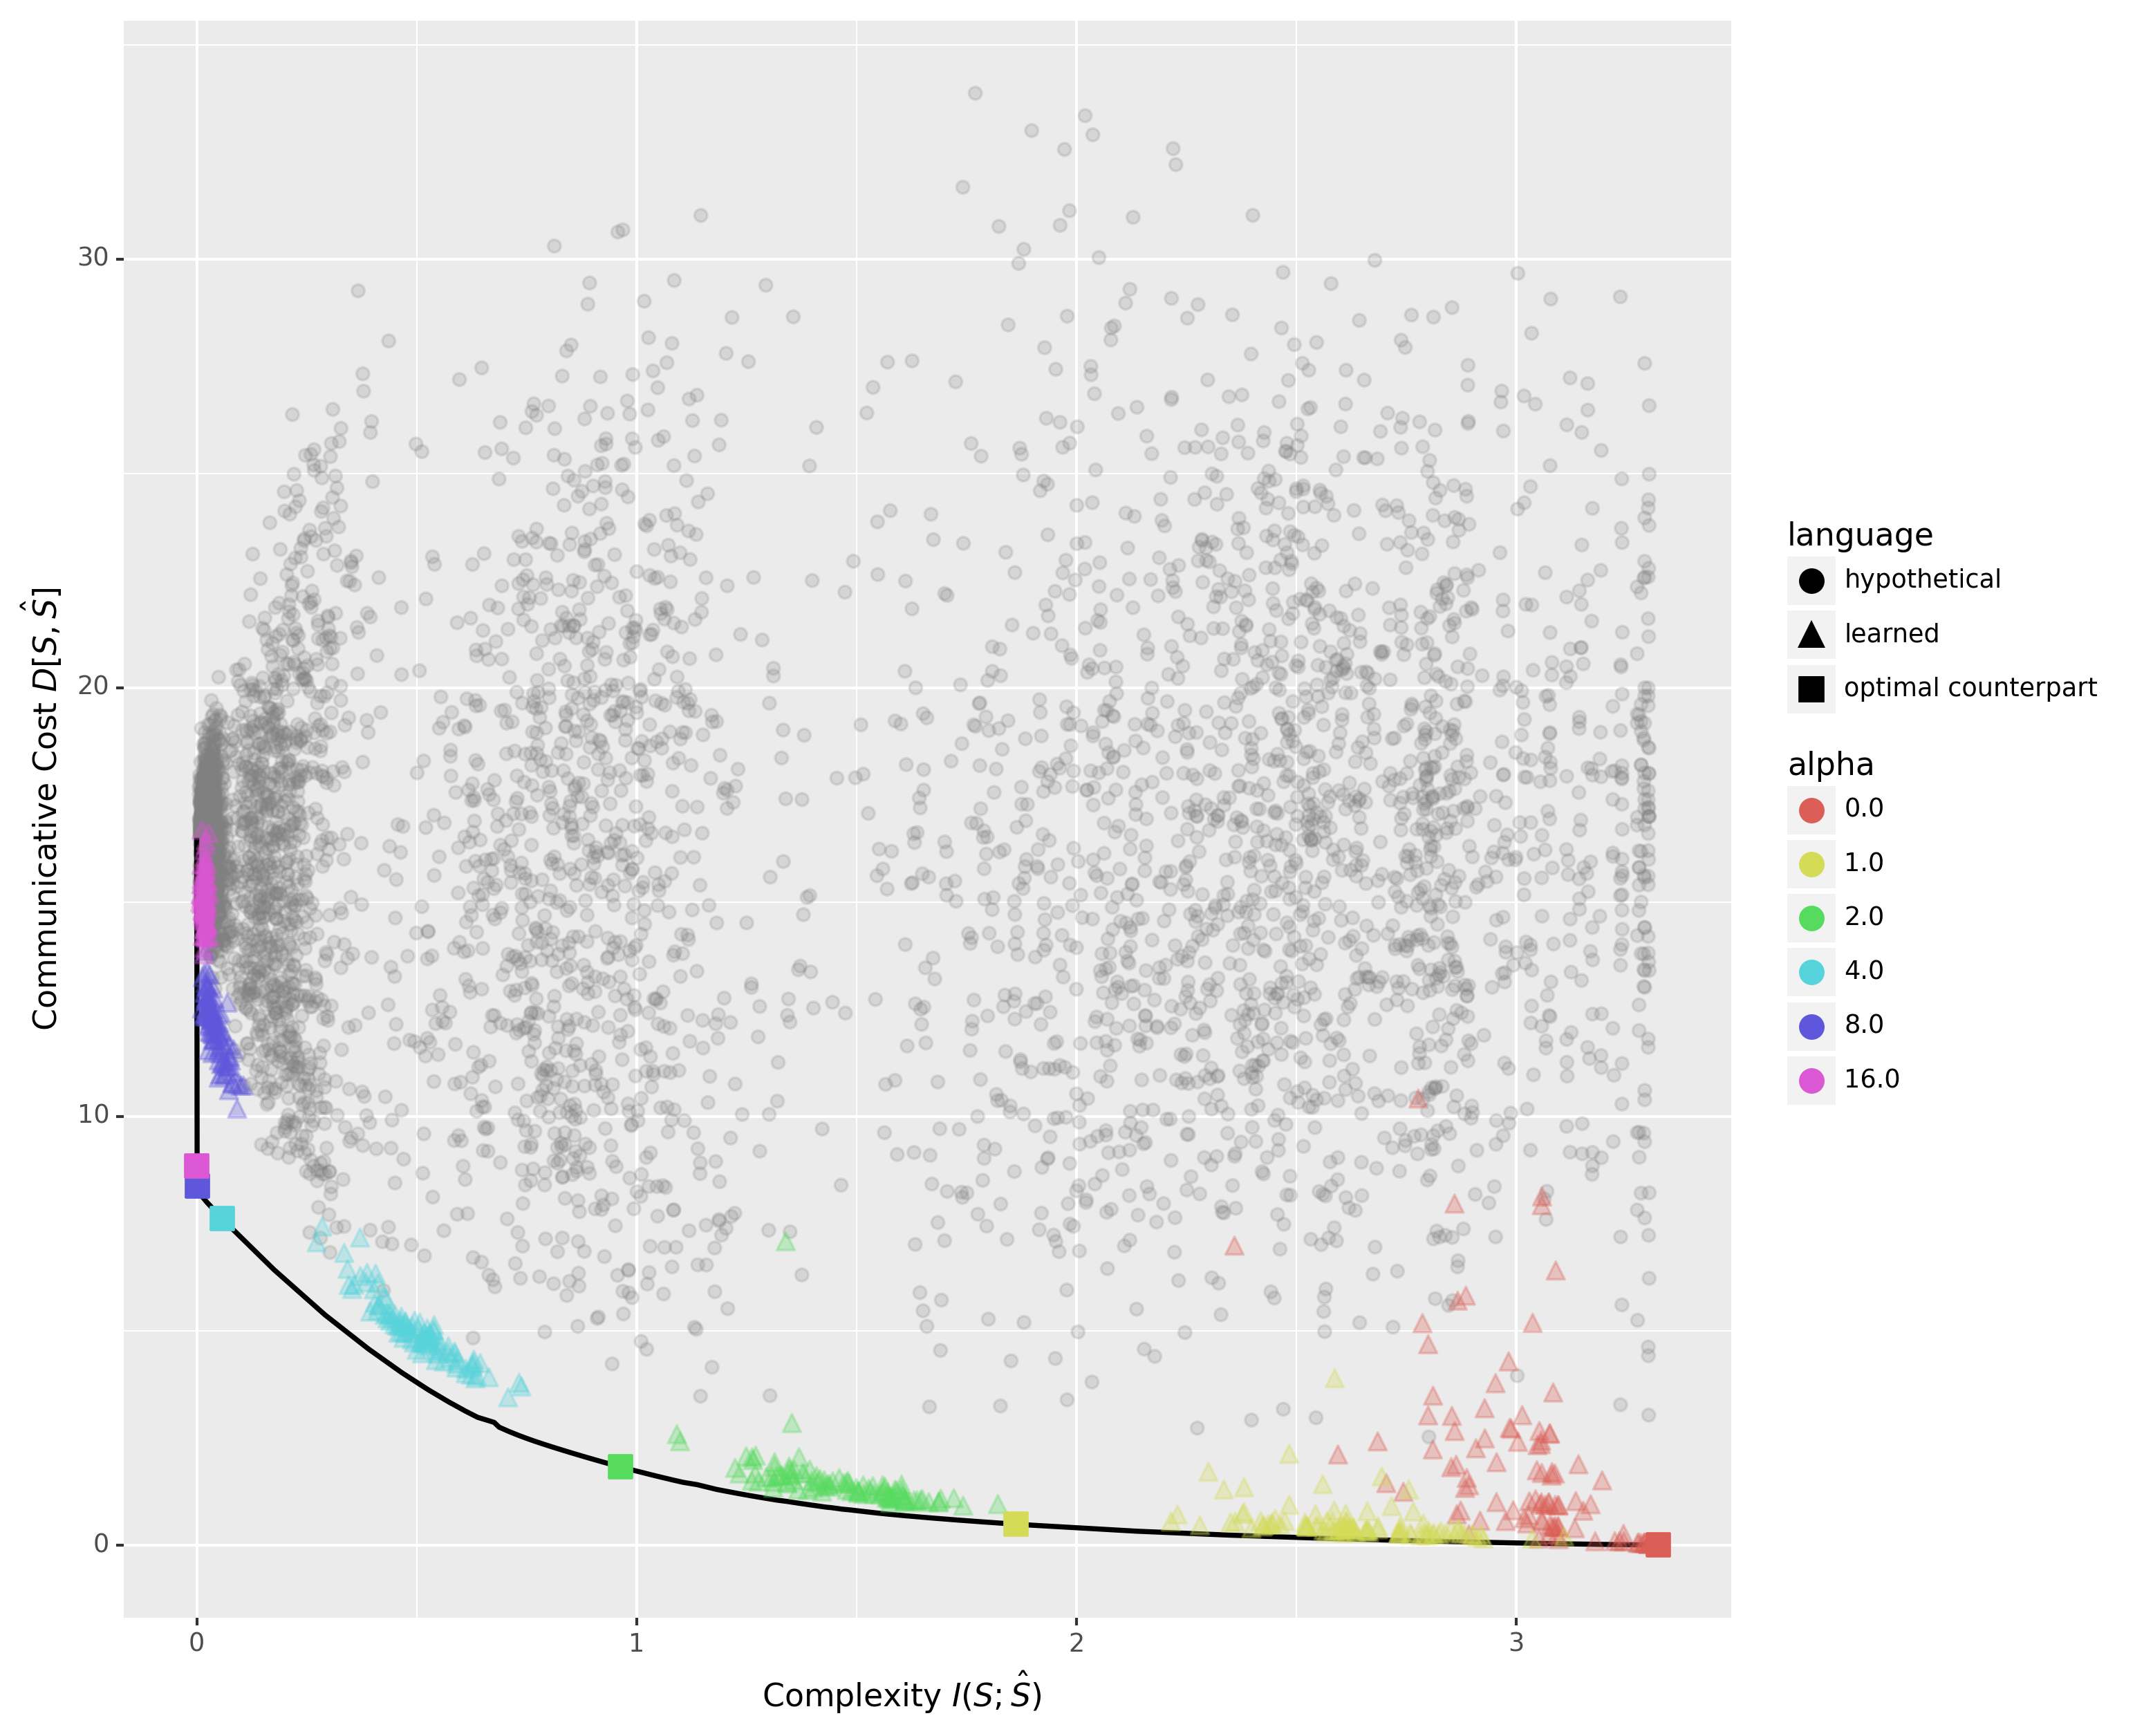 30
20
10
0
0
1
2
3
Communicative Cost D[S, Ŝ]
Complexity I(S; Ŝ)
language
hypothetical
learned
optimal counterpart
alpha
0.0
1.0
2.0
4.0
8.0
16.0